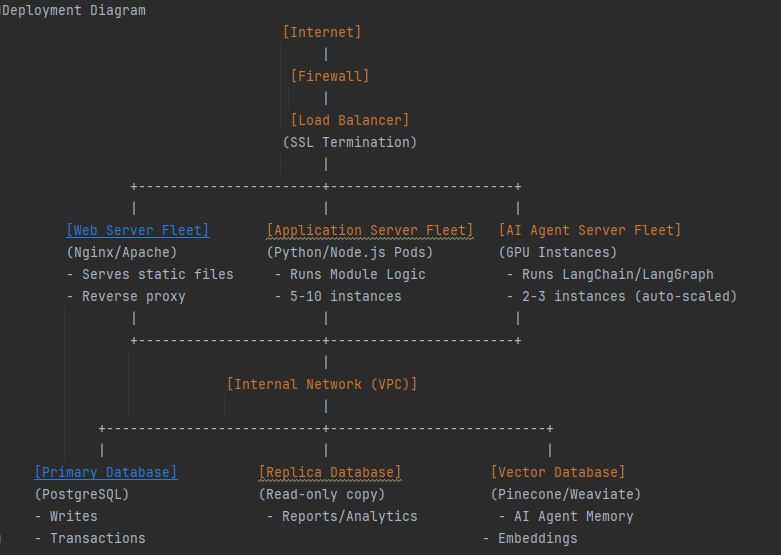 Deployment Diagram
[Internet]
|
[Firewall]
|
[Load Balancer]
(SSL Termination)
|
+-----------------------+-----------------------+
| | |
[Web Server Fleet] [Application Server Fleet] [AI Agent Server Fleet]
(Nginx/Apache) (Python/Node.js Pods) (GPU Instances)
- Serves static files - Runs Module Logic - Runs LangChain/LangGraph
- Reverse proxy - 5-10 instances - 2-3 instances (auto-scaled)
| | |
+-----------------------+-----------------------+
|
[Internal Network (VPC)]
|
+---------------------------+---------------------------+
| | |
[Primary Database] [Replica Database] [Vector Database]
(PostgreSQL) (Read-only copy) (Pinecone/Weaviate)
- Writes - Reports/Analytics - AI Agent Memory
- Transactions - Embeddings